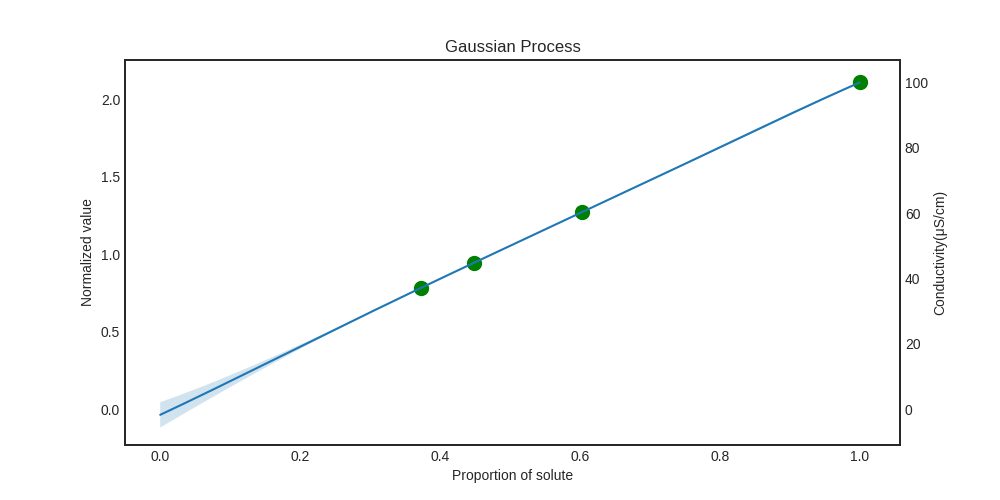 Gaussian Process
Normalized value
2.0
1.5
1.0
0.5
0.0
100
80
60
40
20
0
Conductivity(μS/cm)
0.0 0.2 0.4 0.6 0.8 1.0
Proportion of solute